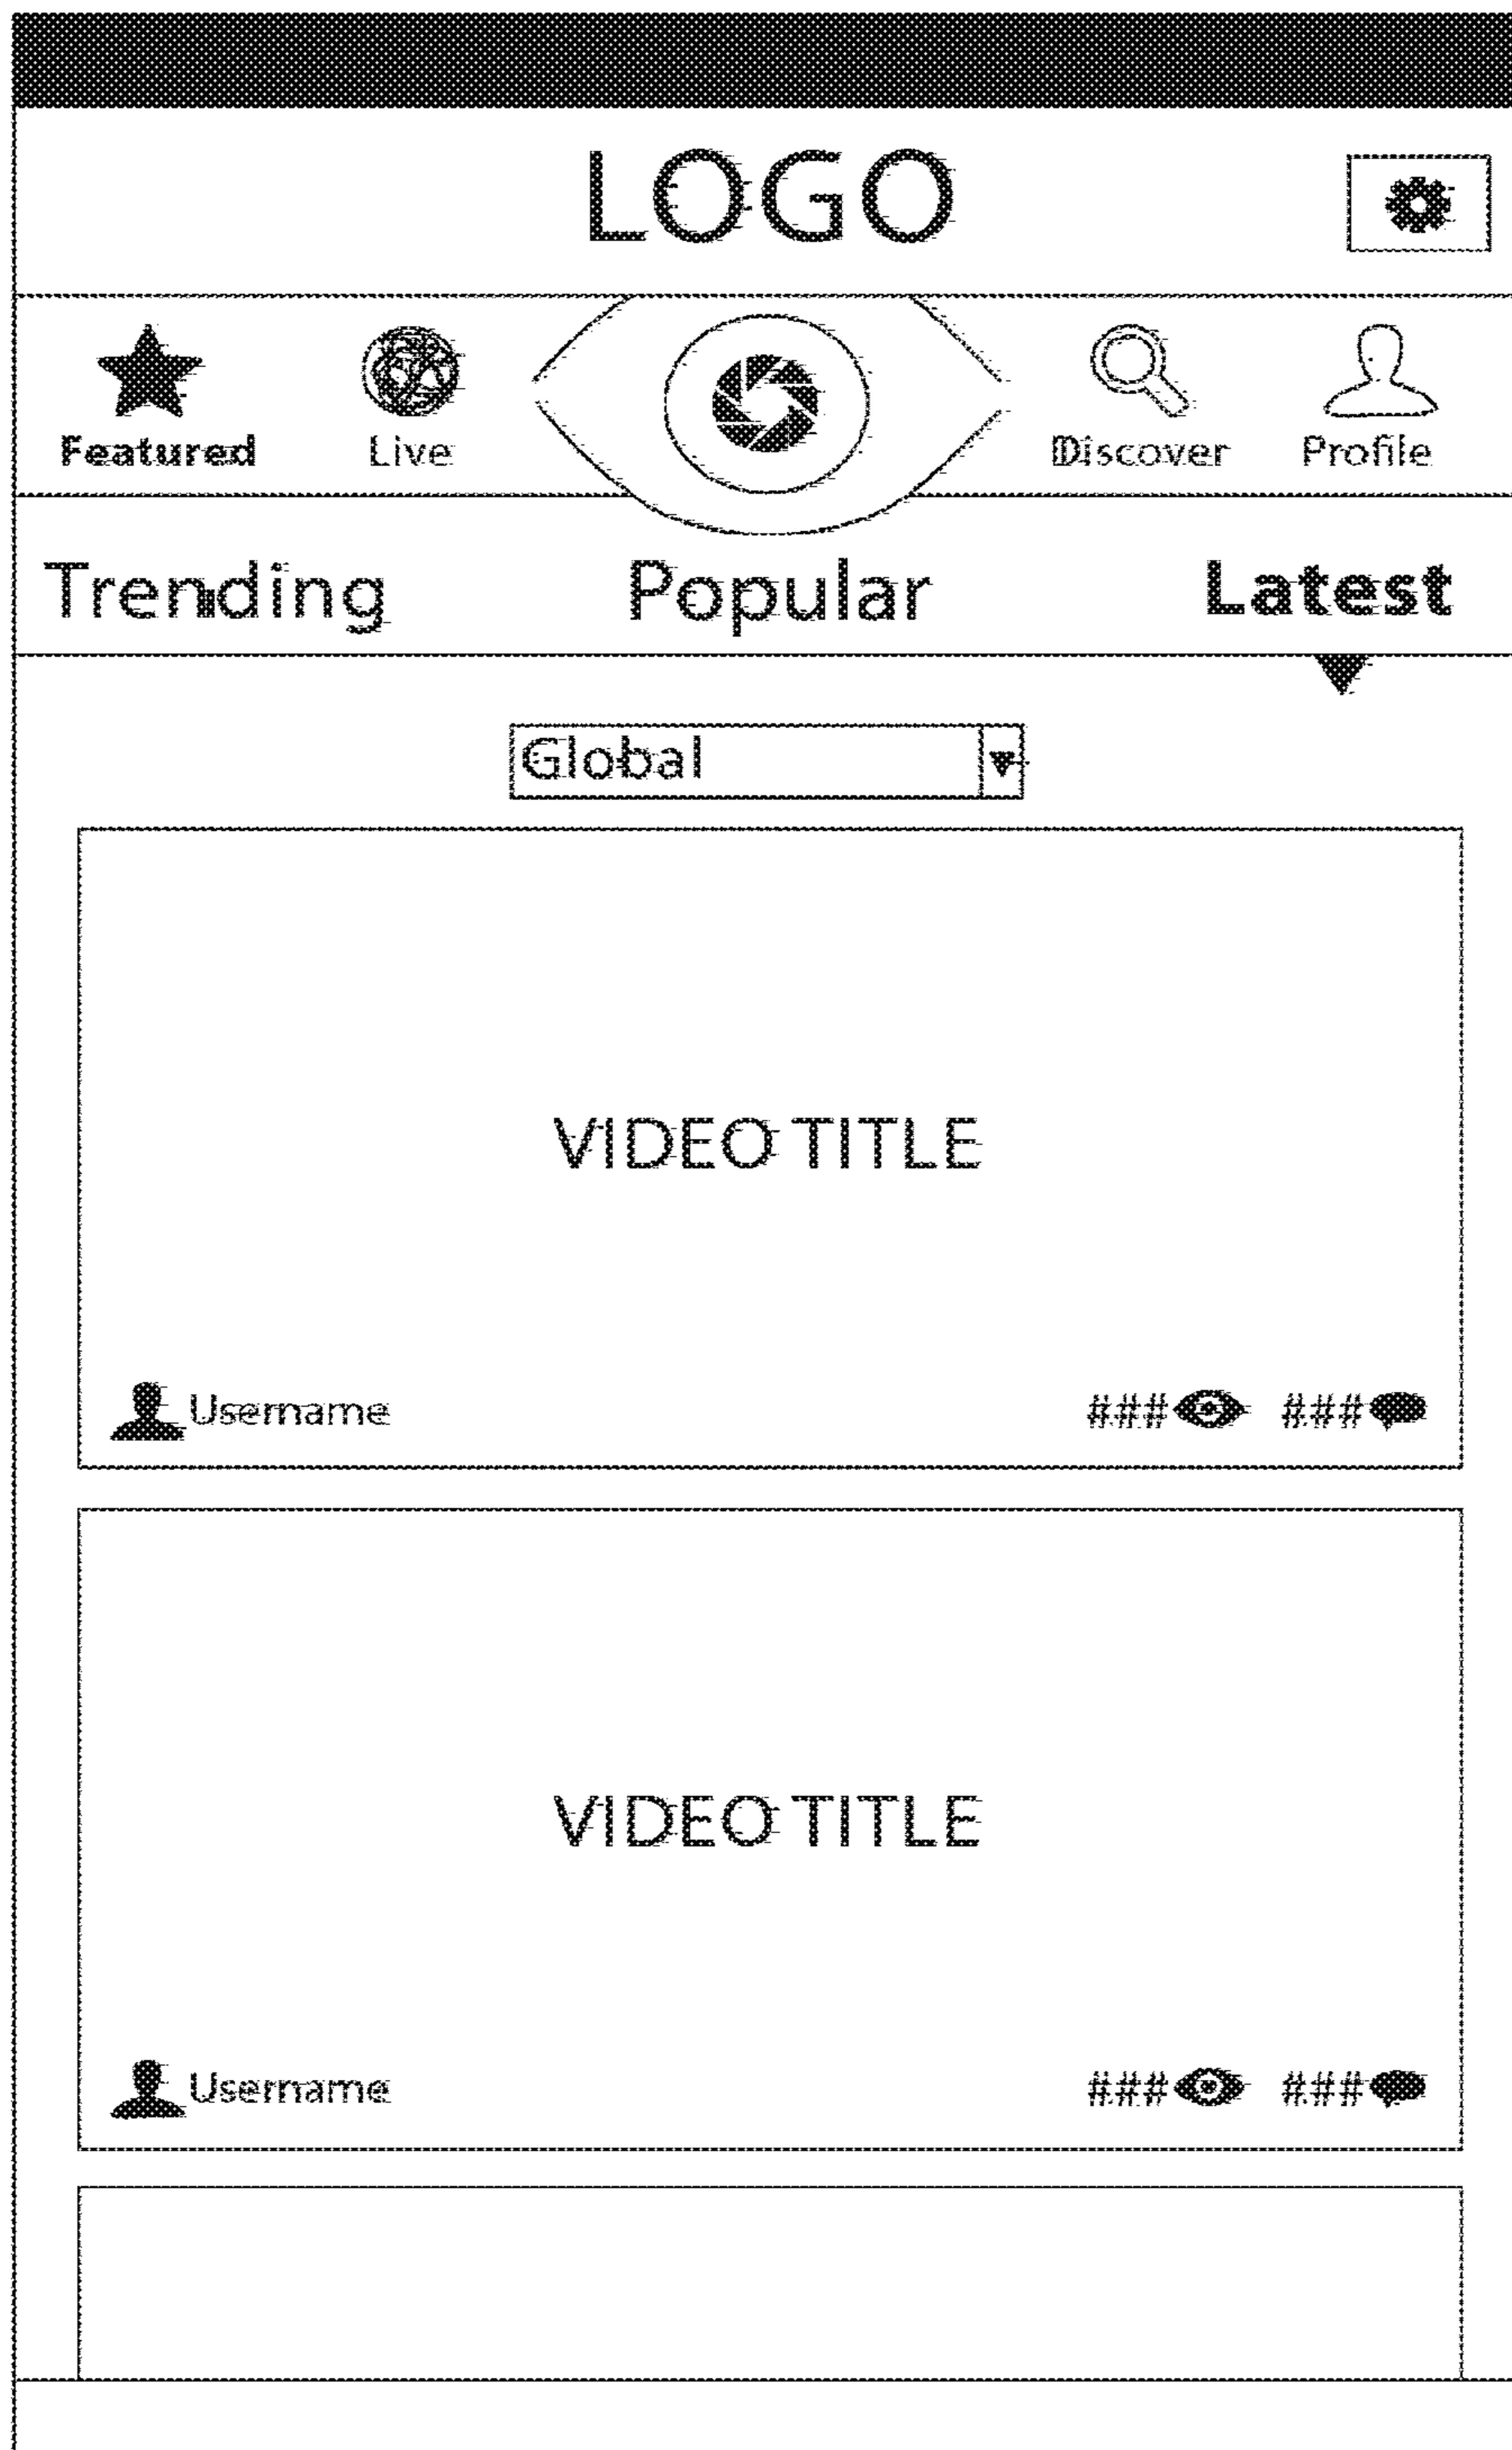 LOGO
Featured Live Discover Profile
Trending Popular Latest
Global
VIDEO TITLE
Username ### ###
VIDEO TITLE
Username ### ###